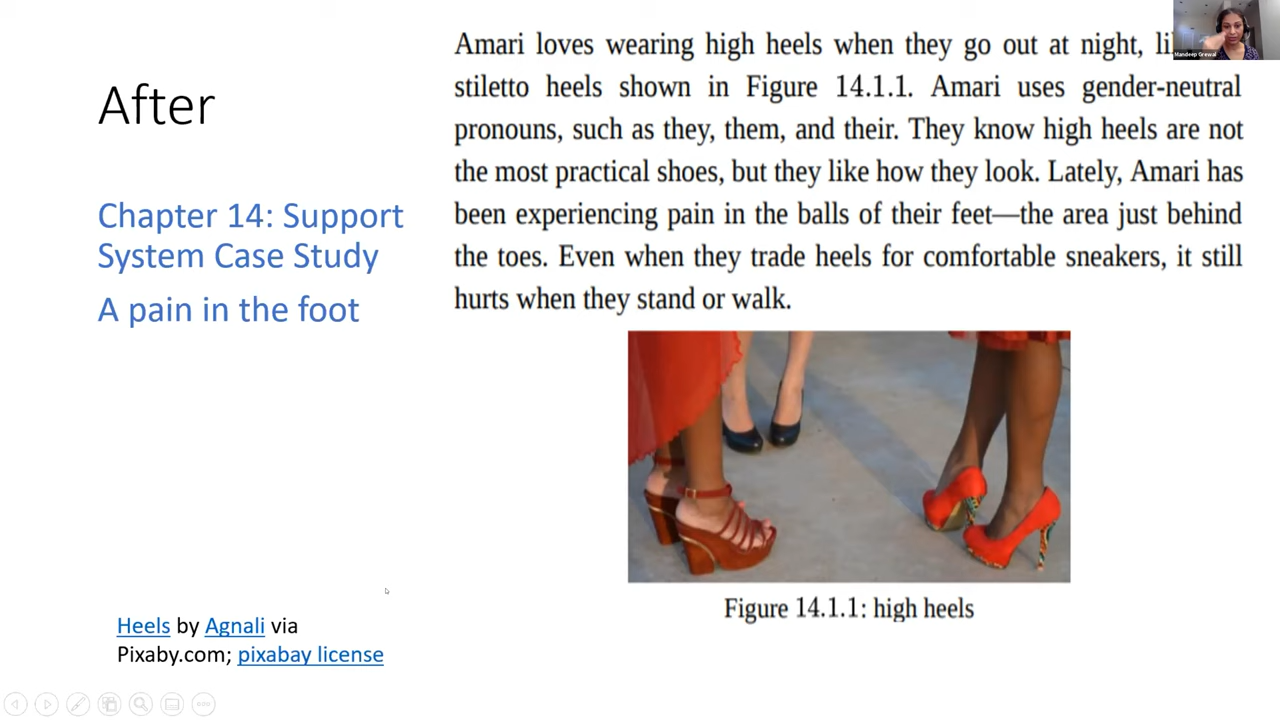 After
Chapter 14: Support
System Case Study
A pain in the foot
Heels by Agnali via
Pixaby.com; pixabay license
Amari loves wearing high heels when they go out at night,
stiletto heels shown in Figure 14.1.1. Amari uses gender-neutral
pronouns, such as they, them, and their. They know high heels are not
the most practical shoes, but they like how they look. Lately, Amari has
been experiencing pain in the balls of their feet—the area just behind
the toes. Even when they trade heels for comfortable sneakers, it still
hurts when they stand or walk.
Figure 14.1.1: high heels
Mandeep Grewal